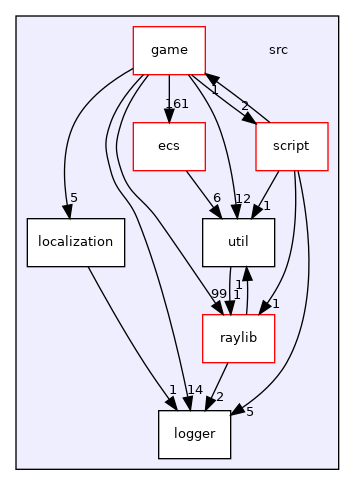 game
src
161
1
2
ecs
script
5
6
12
1
localization
util
99
1
1
1
raylib
1
14
2
5
logger